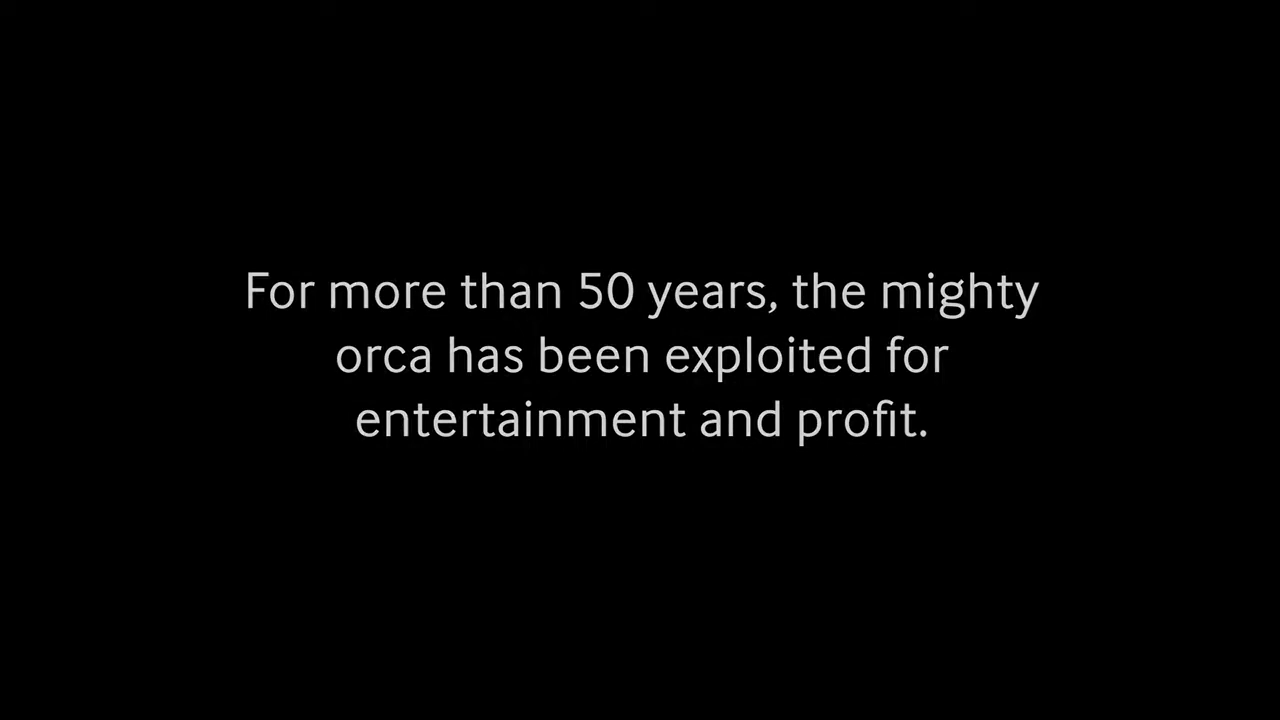 For more than 50 years, the mighty
orca has been exploited for
entertainment and profit.